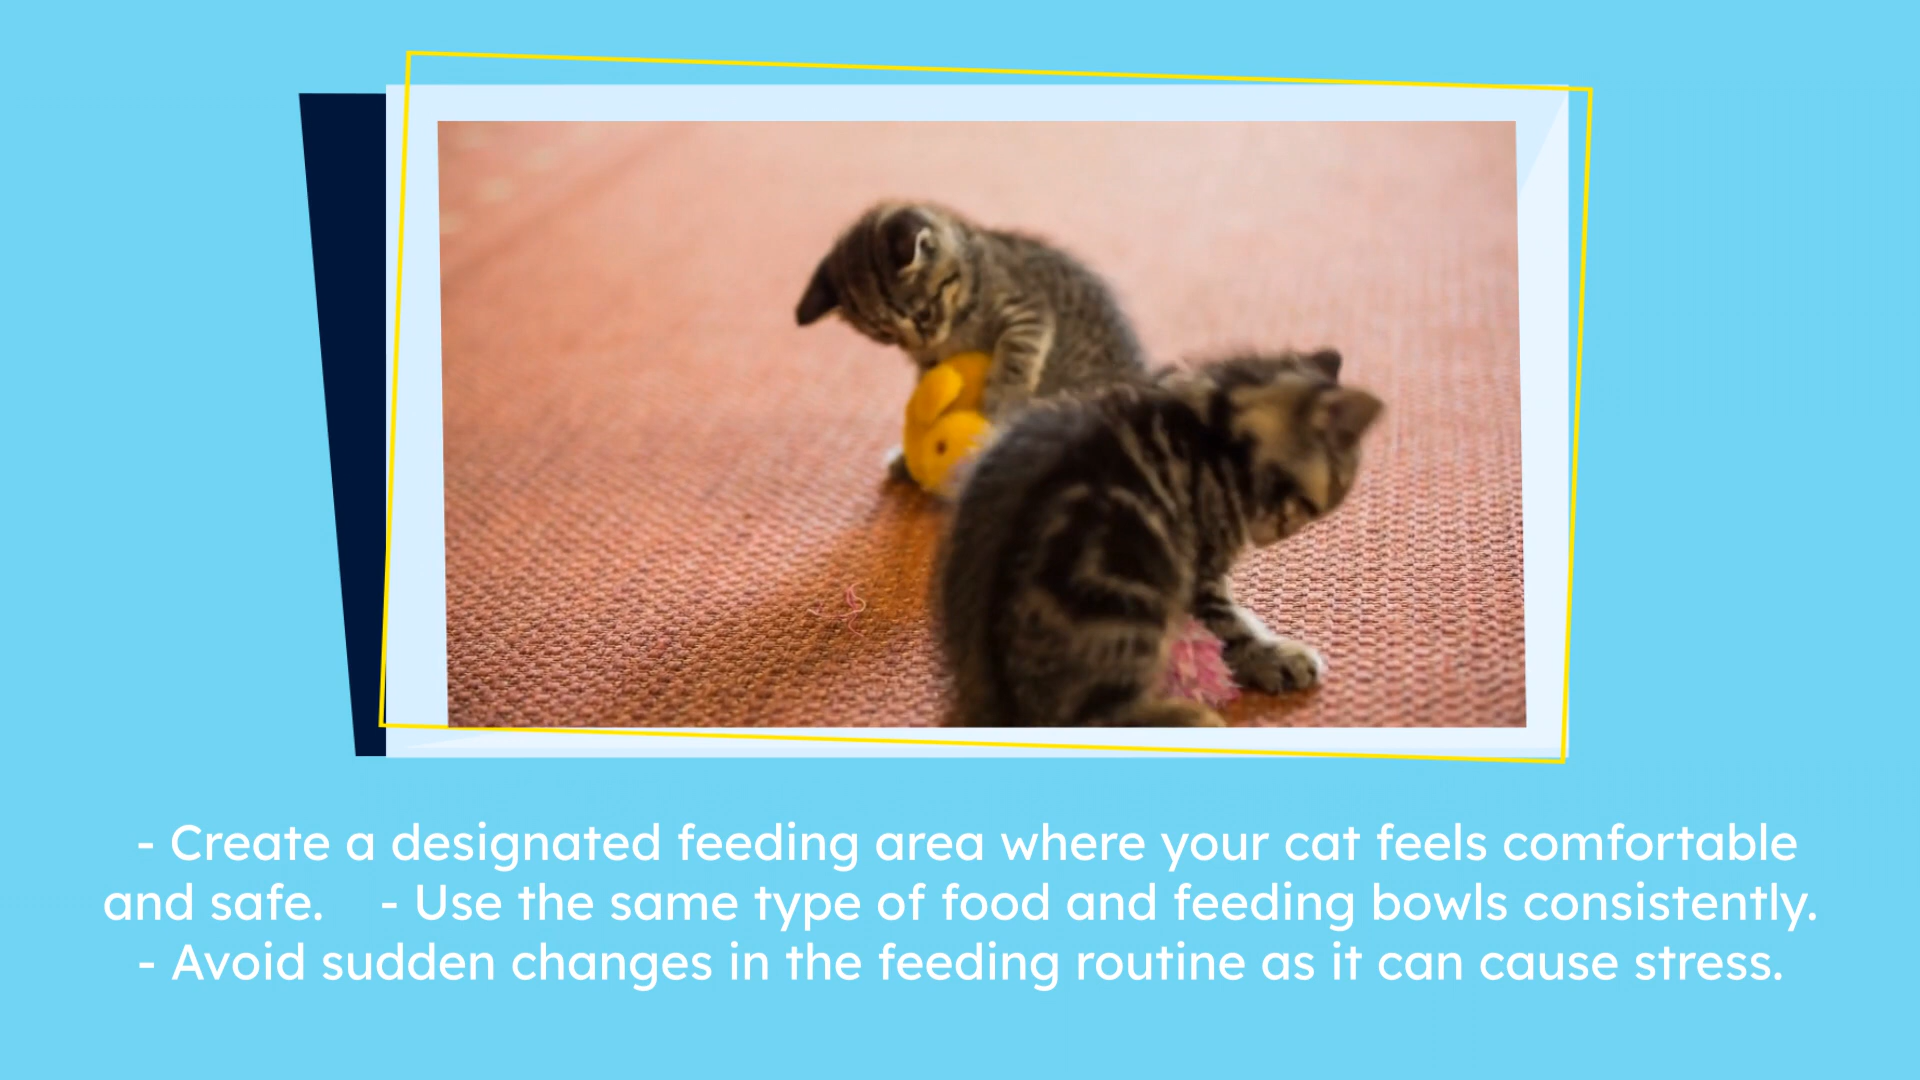 - Create a designated feeding area where your cat feels comfortable
and safe. - Use the same type of food and feeding bowls consistently.
- Avoid sudden changes in the feeding routine as it can cause stress.